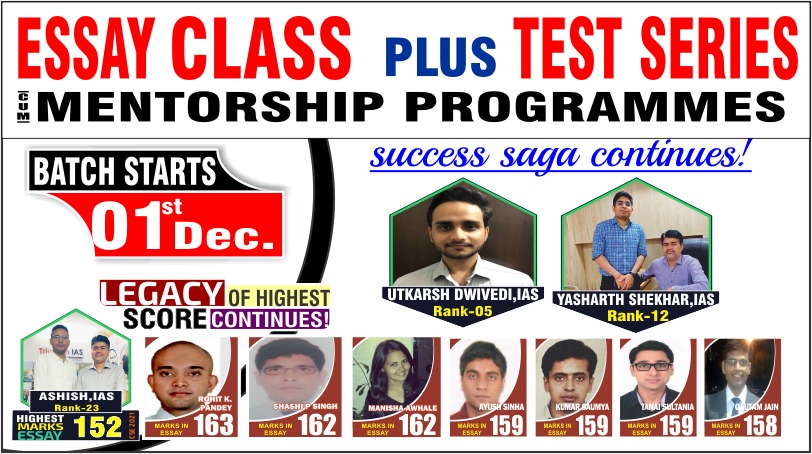 ESSAY CLASS PLUS TEST SERIES
CUM MENTORSHIP PROGRAMMES
BATCH STARTS
01st Dec.
success saga continues!
UTKARSH DWIVEDI,IAS
Rank-05
YASHARTH SHEKHAR,IAS
Rank-12
LEGACY OF HIGHEST
SCORE CONTINUES!
ASHISH,IAS
Rank-23
HIGHEST
MARKS
ESSAY
152
CSE 2021
ROHIT K.
PANDEY
MARKS IN
ESSAY
163
SHASHI P SINGH
MARKS IN
ESSAY
162
MANISHA AWHALE
MARKS IN
ESSAY
162
AYUSH SINHA
MARKS IN
ESSAY
159
KUMAR SAUMYA
MARKS IN
ESSAY
159
TANAI SULTANIA
MARKS IN
ESSAY
159
GAUTAM JAIN
MARKS IN
ESSAY
158